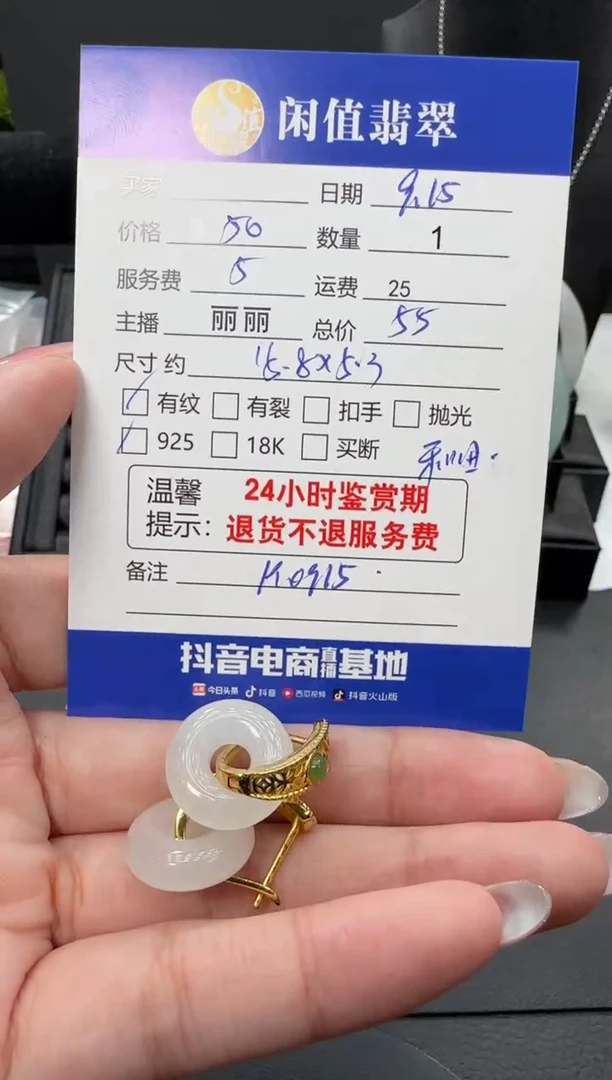 闲值翡翠
买家 日期 9.15
价格 50 数量 1
服务费 5 运费 25
主播 丽丽 总价 55
尺寸 约 15.8×5.3
有纹 有裂 扣手 抛光
925 18K 买断
温馨提示: 24小时鉴赏期
退货不退服务费
备注 K0915
抖音电商直播基地
今日头条 抖音 西瓜视频 抖音火山版